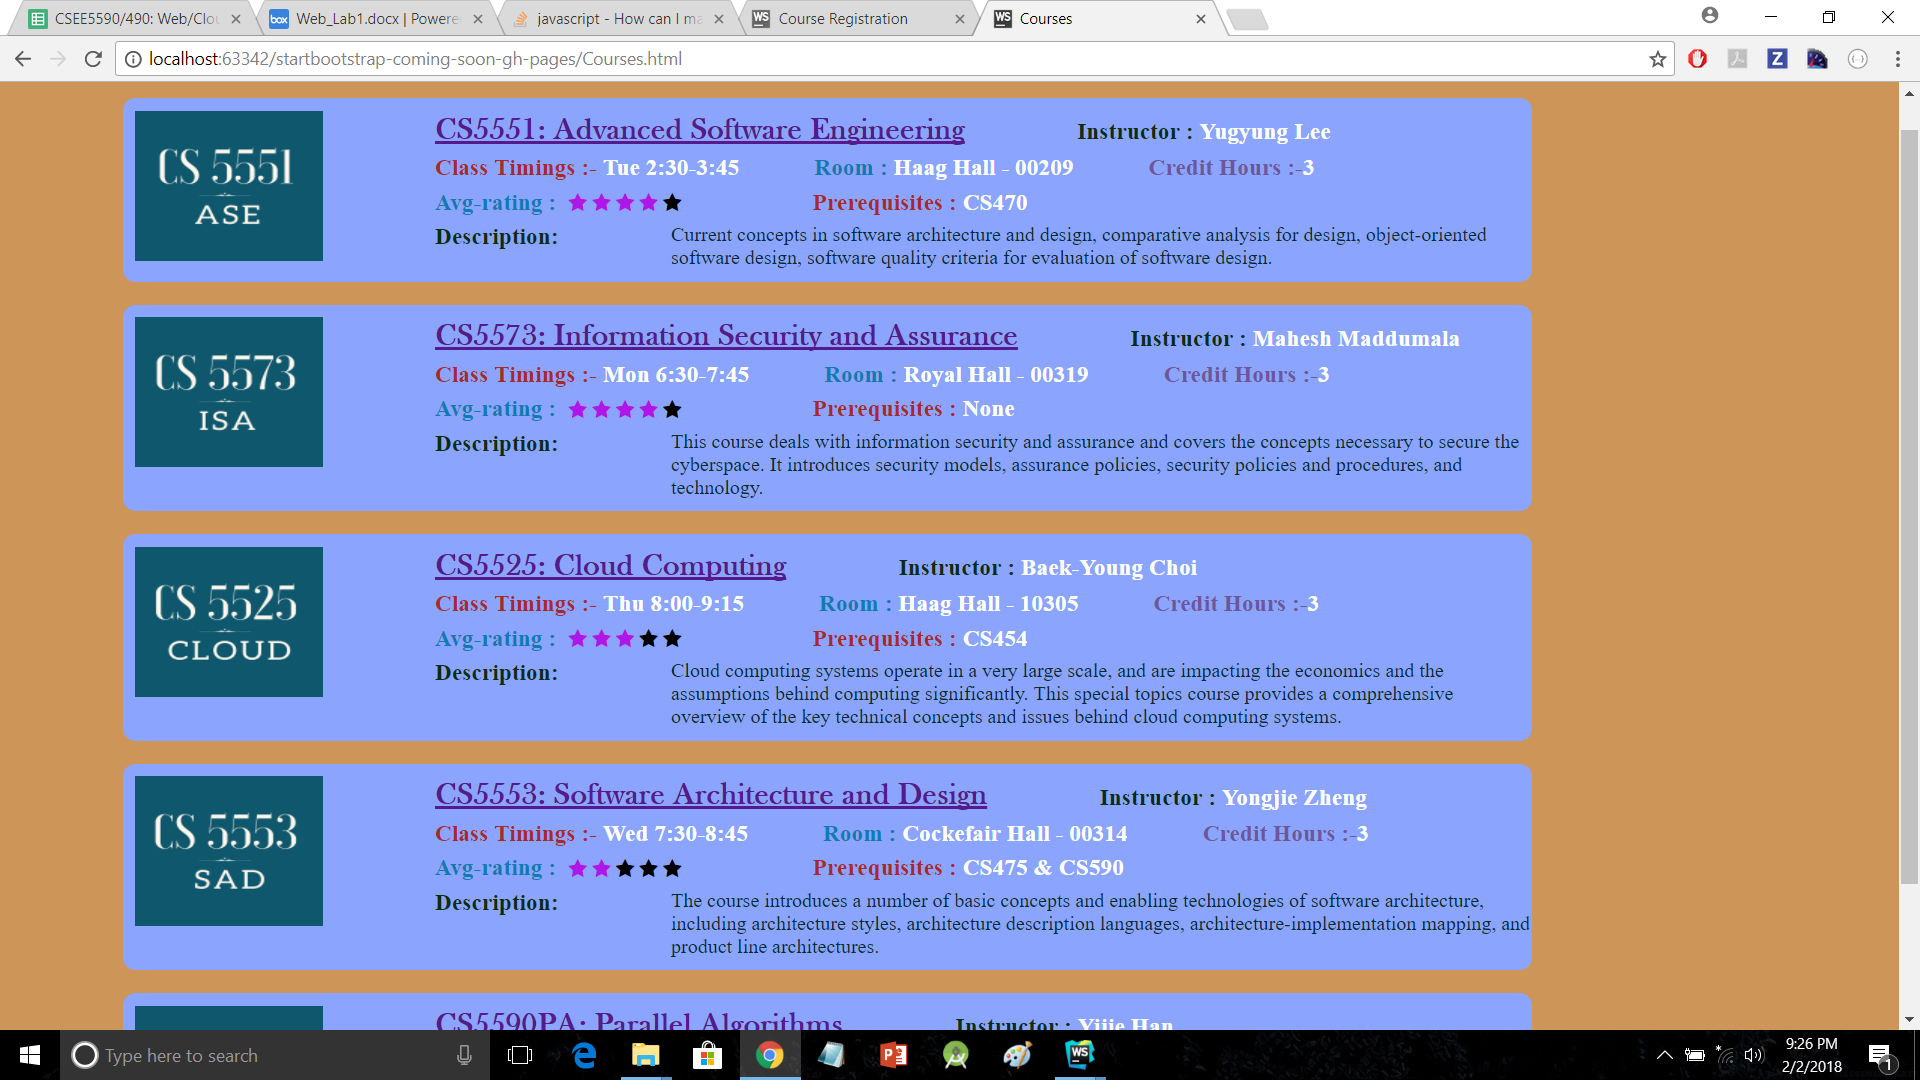 CSEE5590/490: Web/Clou
Web_Lab1.docx | Powere
javascript - How can I ma
WS Course Registration
WS Courses
localhost:63342/startbootstrap-coming-soon-gh-pages/Courses.html
CS 5551
ASE
CS5551: Advanced Software Engineering Instructor : Yugyung Lee
Class Timings :- Tue 2:30-3:45 Room : Haag Hall - 00209 Credit Hours :-3
Avg-rating : Prerequisites : CS470
Description: Current concepts in software architecture and design, comparative analysis for design, object-oriented
software design, software quality criteria for evaluation of software design.
CS 5573
ISA
CS5573: Information Security and Assurance Instructor : Mahesh Maddumala
Class Timings :- Mon 6:30-7:45 Room : Royal Hall - 00319 Credit Hours :-3
Avg-rating : Prerequisites : None
Description: This course deals with information security and assurance and covers the concepts necessary to secure the
cyberspace. It introduces security models, assurance policies, security policies and procedures, and
technology.
CS 5525
CLOUD
CS5525: Cloud Computing Instructor : Baek-Young Choi
Class Timings :- Thu 8:00-9:15 Room : Haag Hall - 10305 Credit Hours :-3
Avg-rating : Prerequisites : CS454
Description: Cloud computing systems operate in a very large scale, and are impacting the economics and the
assumptions behind computing significantly. This special topics course provides a comprehensive
overview of the key technical concepts and issues behind cloud computing systems.
CS 5553
SAD
CS5553: Software Architecture and Design Instructor : Yongjie Zheng
Class Timings :- Wed 7:30-8:45 Room : Cockefair Hall - 00314 Credit Hours :-3
Avg-rating : Prerequisites : CS475 & CS590
Description: The course introduces a number of basic concepts and enabling technologies of software architecture,
including architecture styles, architecture description languages, architecture-implementation mapping, and
product line architectures.
CS5590PA: Parallel Algorithms Instructor : Yijie Han
Type here to search
9:26 PM
2/2/2018
1